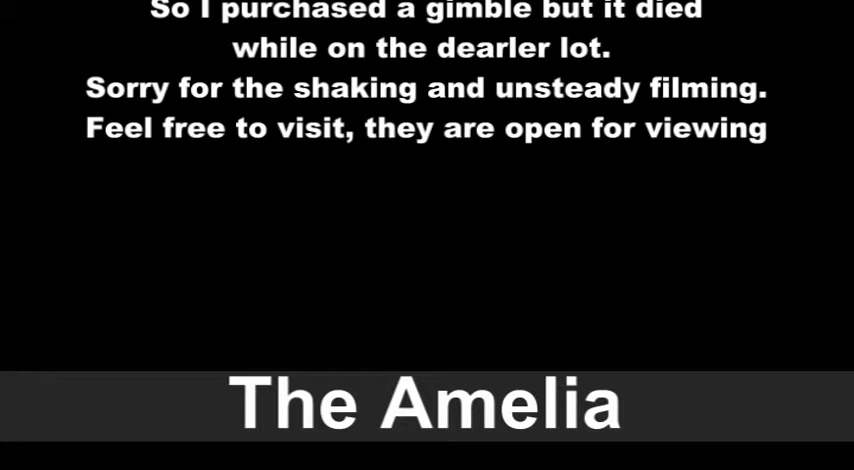 So I purchased a gimble but it died
while on the dearler lot.
Sorry for the shaking and unsteady filming.
Feel free to visit, they are open for viewing
The Amelia